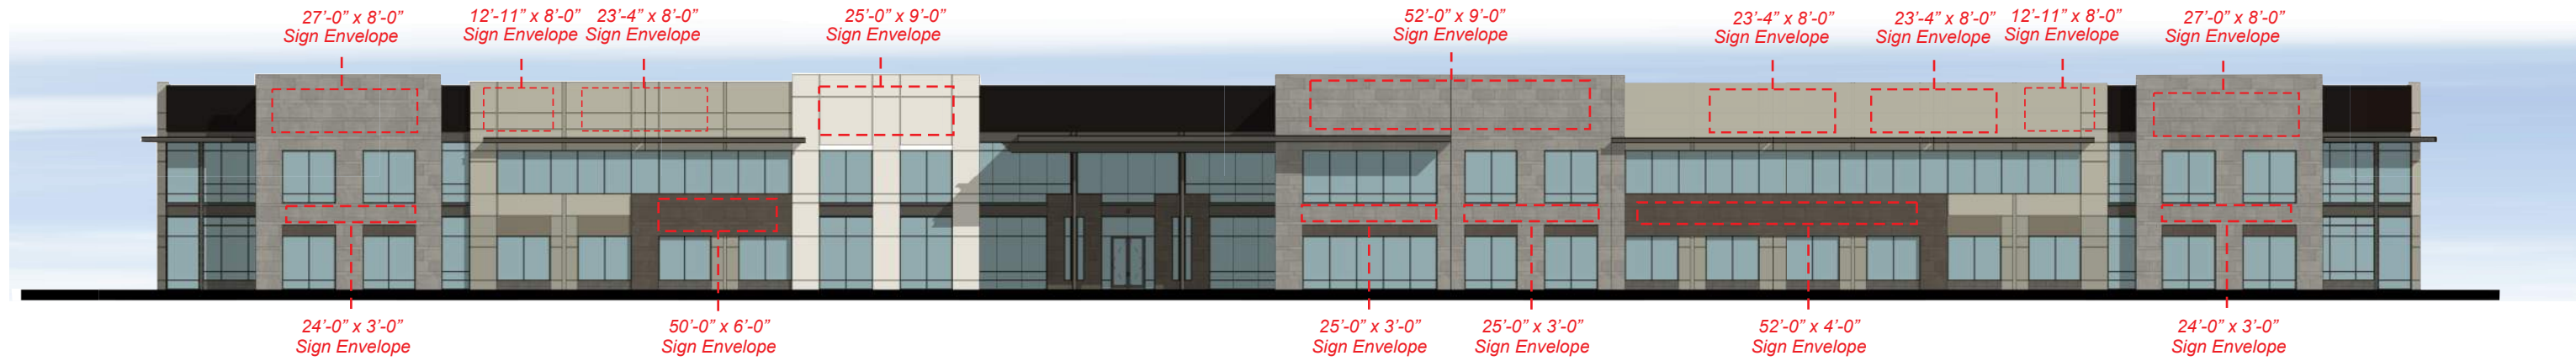 27’-0” x 8’-0”
Sign Envelope
12’-11” x 8’-0”
Sign Envelope
23’-4” x 8’-0”
Sign Envelope
25’-0” x 9’-0”
Sign Envelope
52’-0” x 9’-0”
Sign Envelope
23’-4” x 8’-0”
Sign Envelope
23’-4” x 8’-0”
Sign Envelope
12’-11” x 8’-0”
Sign Envelope
27’-0” x 8’-0”
Sign Envelope
24’-0” x 3’-0”
Sign Envelope
50’-0” x 6’-0”
Sign Envelope
25’-0” x 3’-0”
Sign Envelope
25’-0” x 3’-0”
Sign Envelope
52’-0” x 4’-0”
Sign Envelope
24’-0” x 3’-0”
Sign Envelope